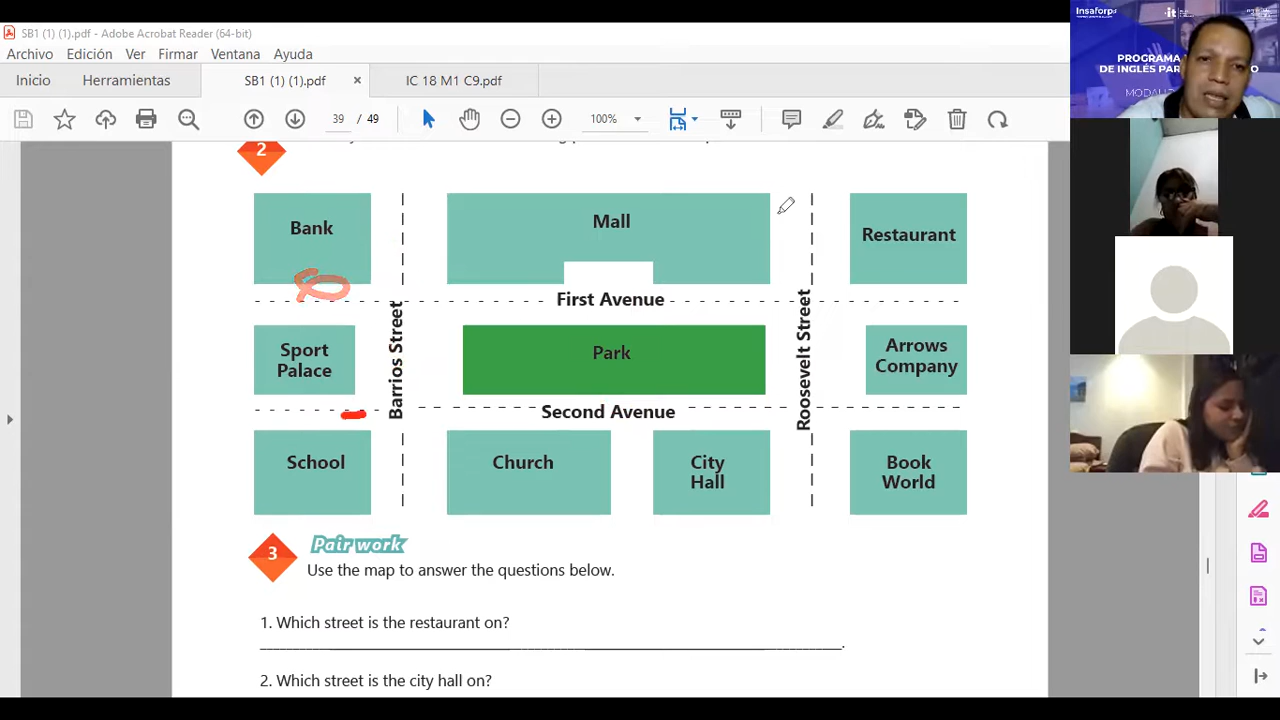 SB1 (1) (1).pdf - Adobe Acrobat Reader (64-bit)
Archivo Edición Ver Firmar Ventana Ayuda
Inicio Herramientas SB1 (1) (1).pdf × IC 18 M1 C9.pdf
39 / 49 100%
2
Bank
Mall
Restaurant
First Avenue
Barrios Street
Roosevelt Street
Sport
Palace
Park
Arrows
Company
Second Avenue
School
Church
City
Hall
Book
World
3 Pair work
Use the map to answer the questions below.
1. Which street is the restaurant on?
2. Which street is the city hall on?
Insaforp
it
PROGRAMA
DE INGLÉS PAR